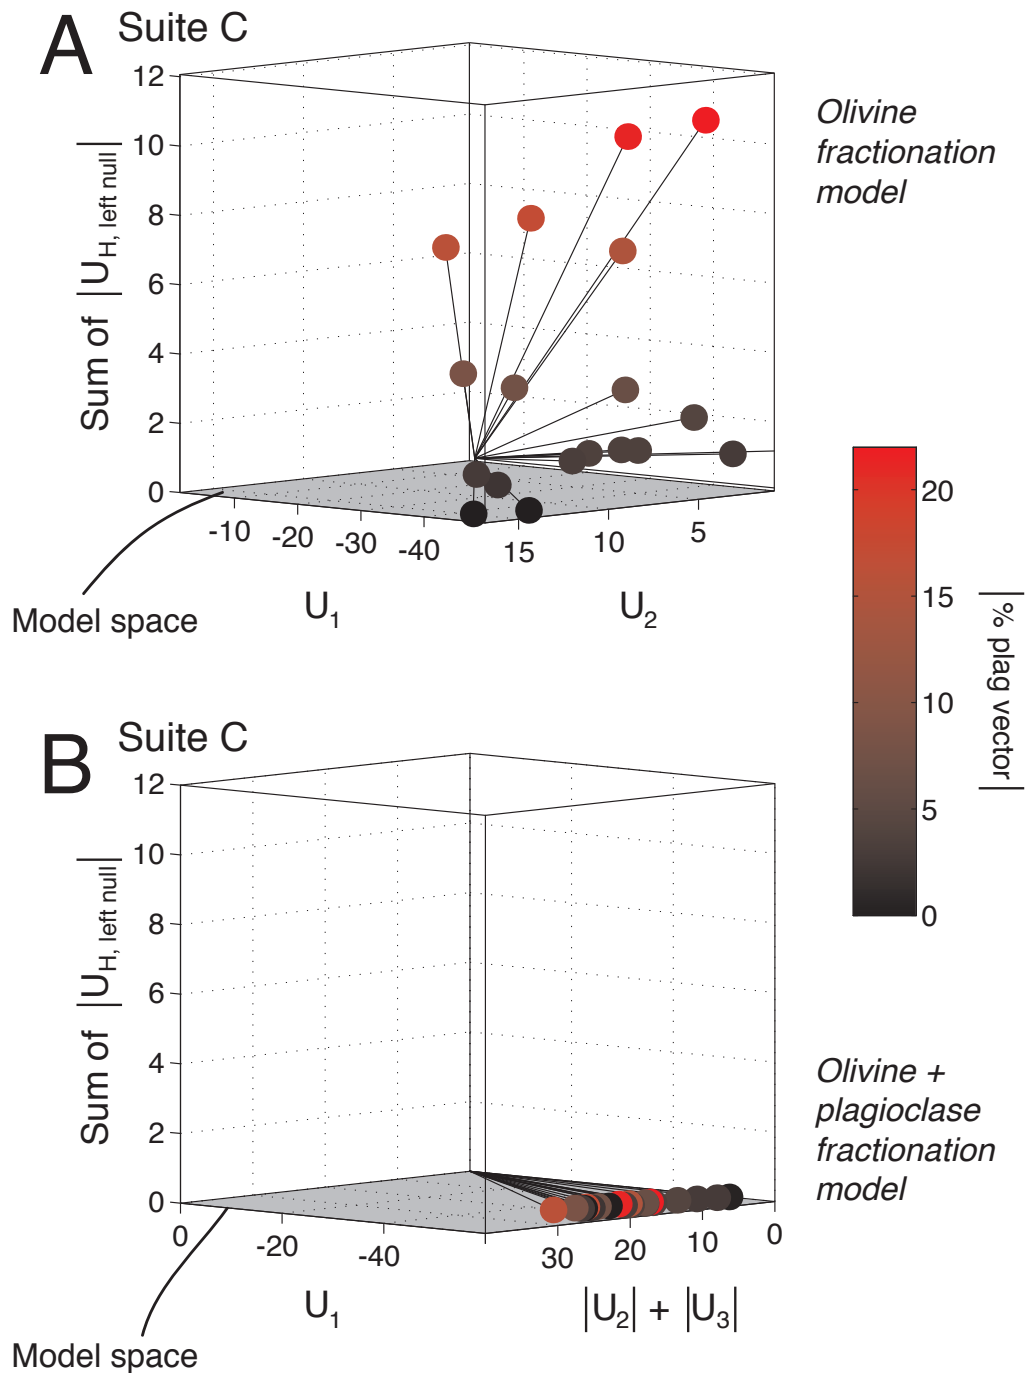 A Suite C
Olivine
fractionation
model
12
10
8
6
4
2
0
Sum of |U_H, left null|
-10
-20
-30
-40
15
10
5
U_1
U_2
Model space
20
15
10
5
0
|% plag vector|
B Suite C
12
10
8
6
4
2
0
Sum of |U_H, left null|
Olivine +
plagioclase
fractionation
model
0
-20
-40
30
20
10
0
U_1
|U_2| + |U_3|
Model space